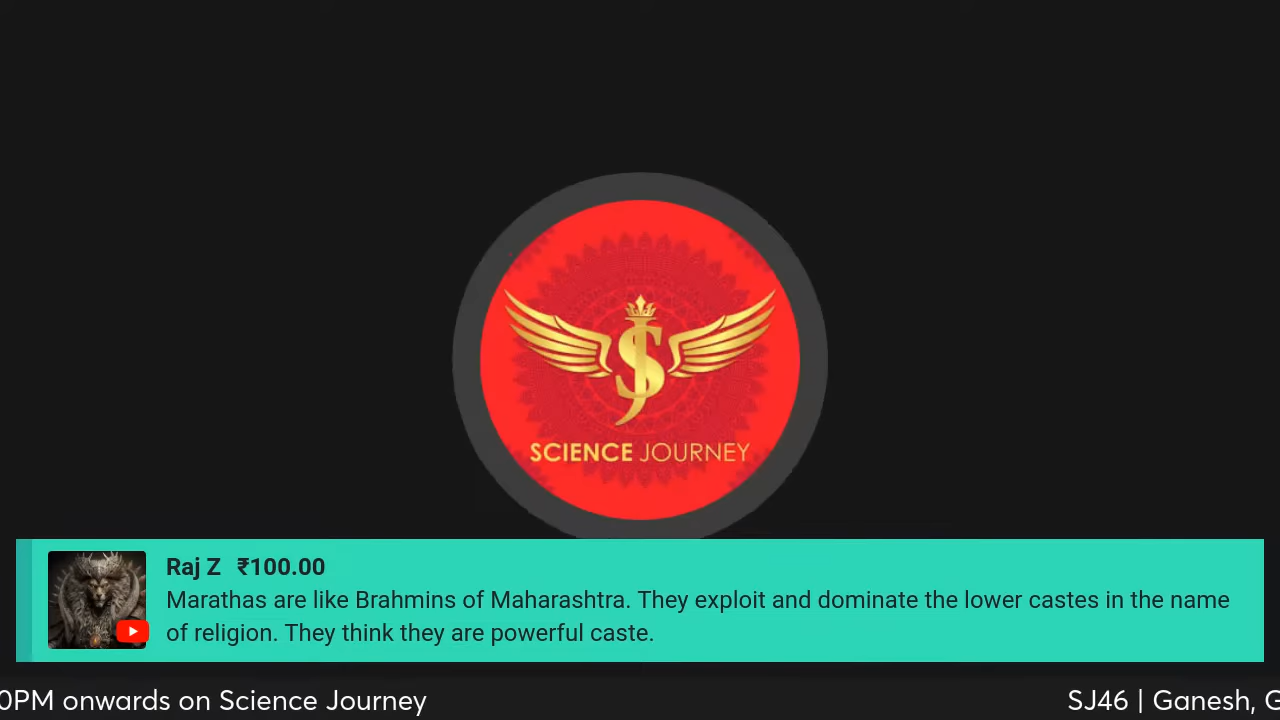 SCIENCE JOURNEY
Raj Z ₹100.00
Marathas are like Brahmins of Maharashtra. They exploit and dominate the lower castes in the name
of religion. They think they are powerful caste.
0PM onwards on Science Journey
SJ46 | Ganesh, G